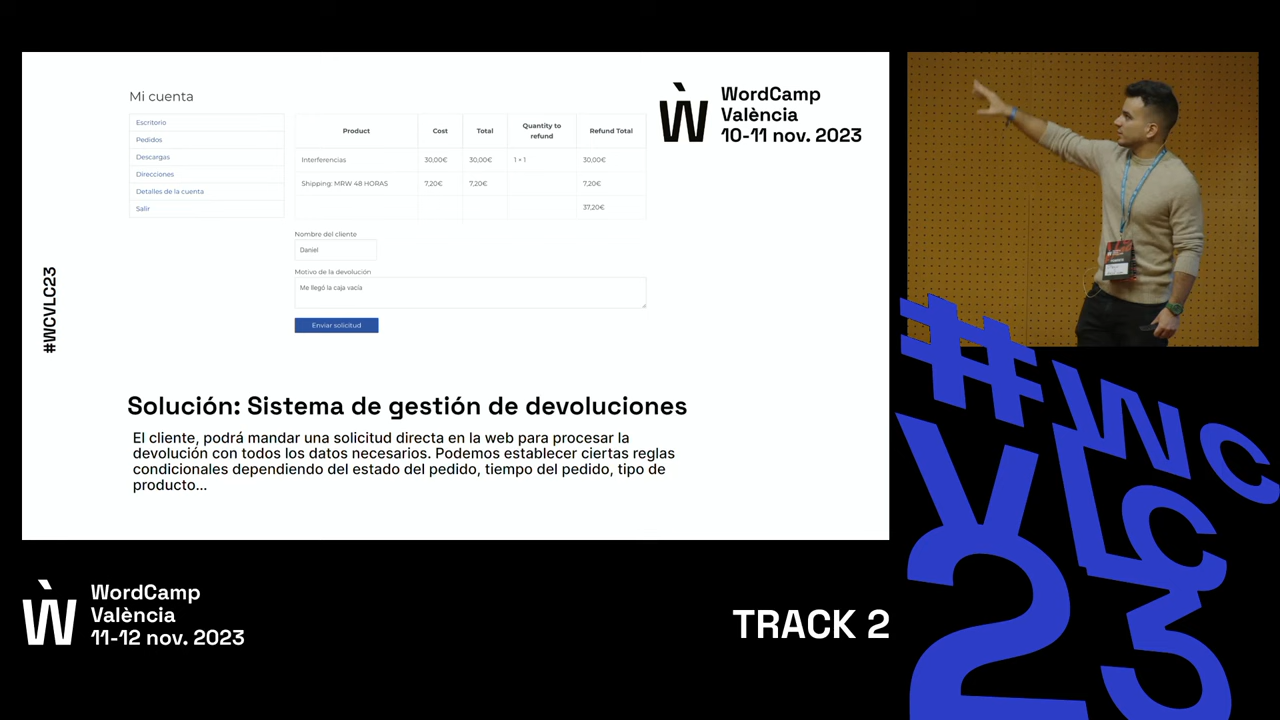 Mi cuenta
Escritorio
Pedidos
Descargas
Direcciones
Detalles de la cuenta
Salir
Product Cost Total Quantity to refund Refund Total
Interferencias 30,00€ 30,00€ 1 × 1 30,00€
Shipping: MRW 48 HORAS 7,20€ 7,20€ 7,20€
37,20€
Nombre del cliente
Daniel
Motivo de la devolución
Me llegó la caja vacía
Enviar solicitud
WordCamp
València
10-11 nov. 2023
#WCVLC23
Solución: Sistema de gestión de devoluciones
El cliente, podrá mandar una solicitud directa en la web para procesar la
devolución con todos los datos necesarios. Podemos establecer ciertas reglas
condicionales dependiendo del estado del pedido, tiempo del pedido, tipo de
producto...
WordCamp
València
11-12 nov. 2023
TRACK 2
#WC
VLC
23